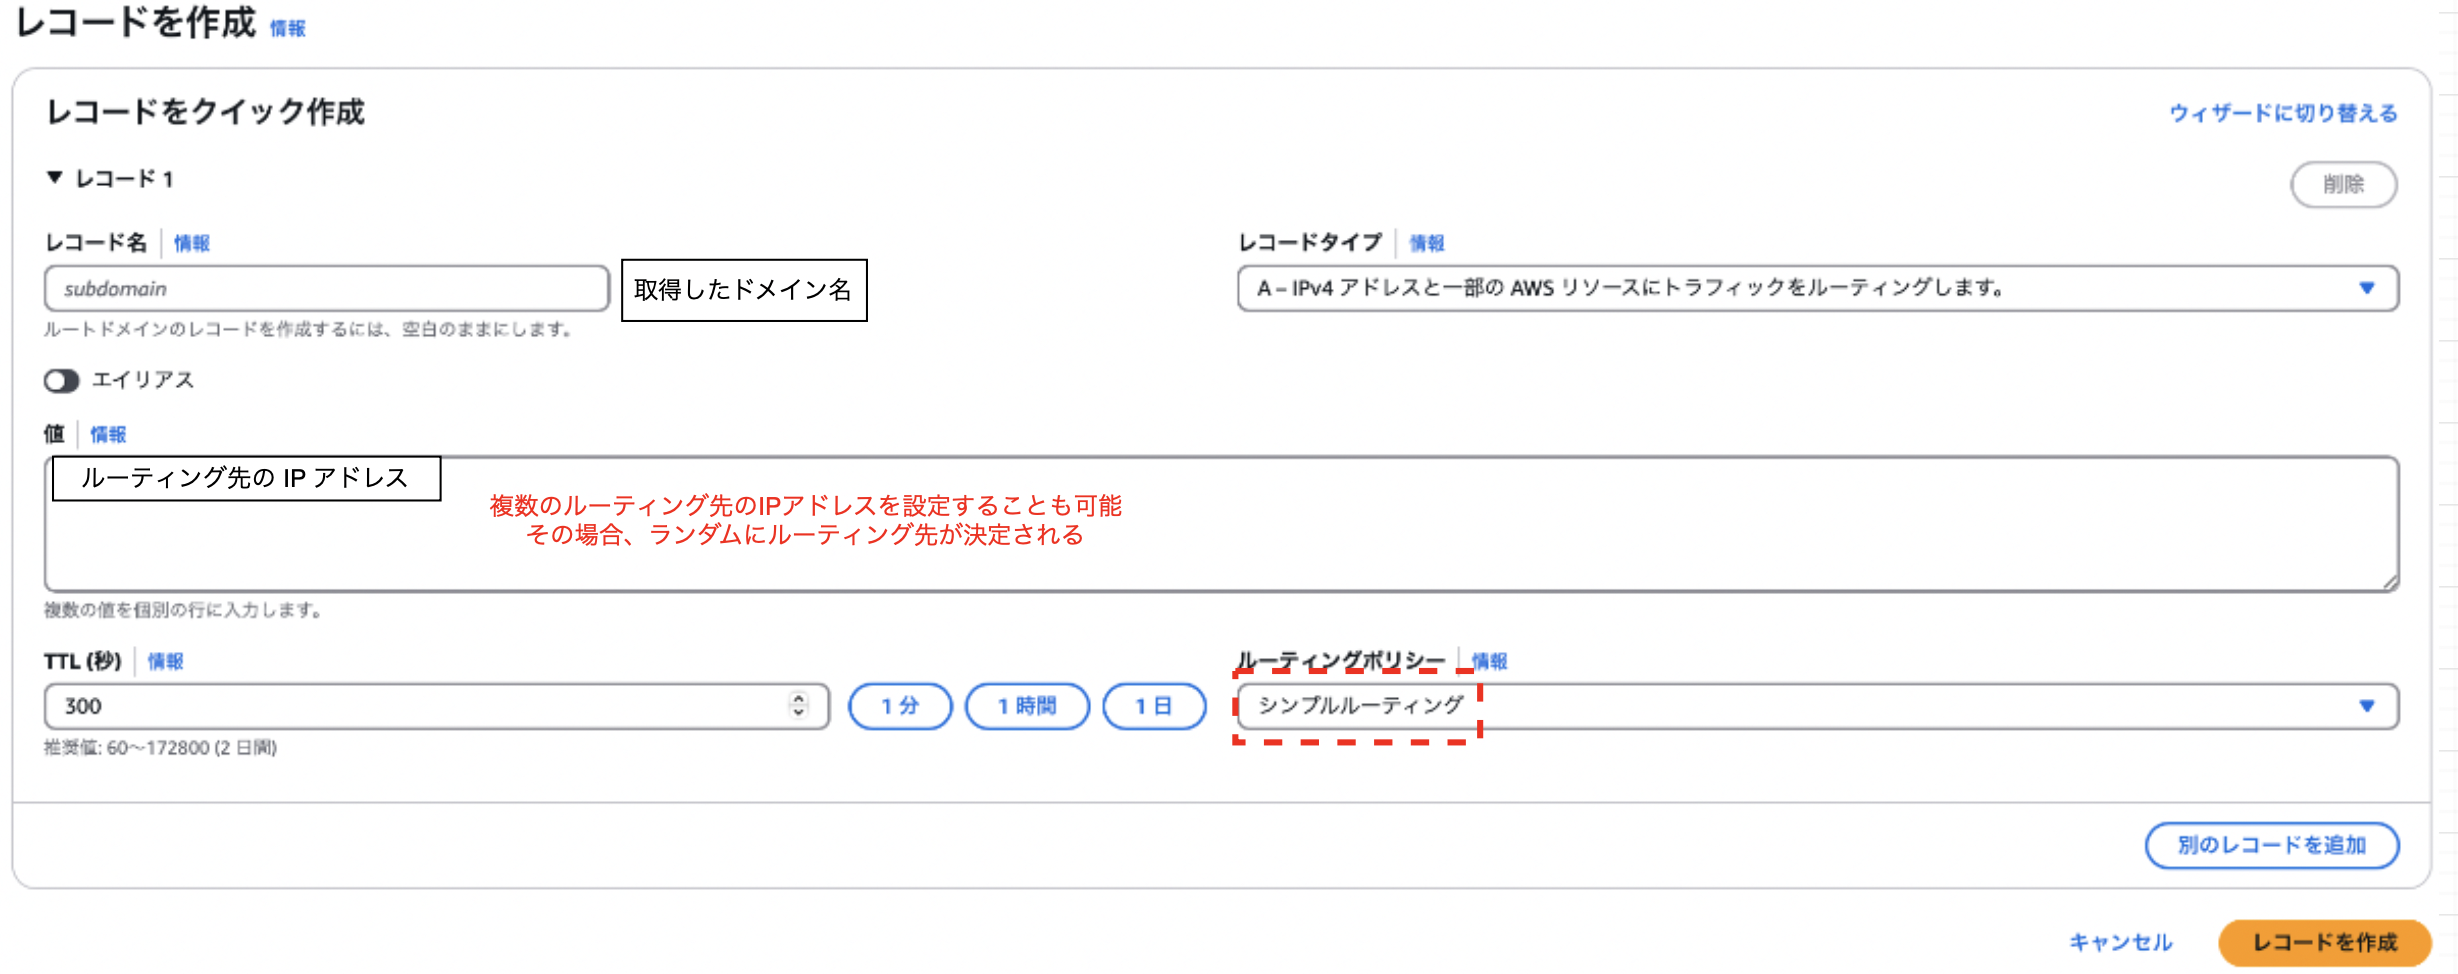 レコードを作成 情報
レコードをクイック作成
ウィザードに切り替える
▼ レコード 1
削除
レコード名 情報
subdomain
取得したドメイン名
ルートドメインのレコードを作成するには、空白のままにします。
レコードタイプ 情報
A – IPv4 アドレスと一部の AWS リソースにトラフィックをルーティングします。
エイリアス
値 情報
ルーティング先の IP アドレス
複数のルーティング先のIPアドレスを設定することも可能
その場合、ランダムにルーティング先が決定される
複数の値を個別の行に入力します。
TTL (秒) 情報
300
1 分
1 時間
1 日
推奨値: 60～172800 (2 日間)
ルーティングポリシー 情報
シンプルルーティング
別のレコードを追加
キャンセル
レコードを作成